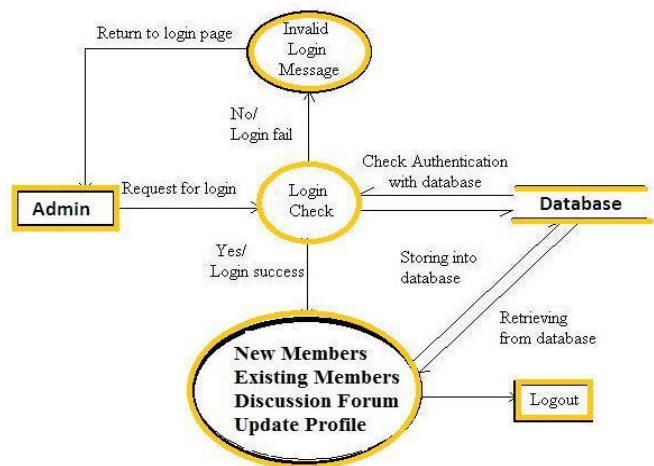 Return to login page
Invalid
Login
Message
No/
Login fail
Check Authentication
with database
Request for login
Admin
Login
Check
Database
Yes/
Login success
Storing into
database
Retrieving
from database
New Members
Existing Members
Discussion Forum
Update Profile
Logout